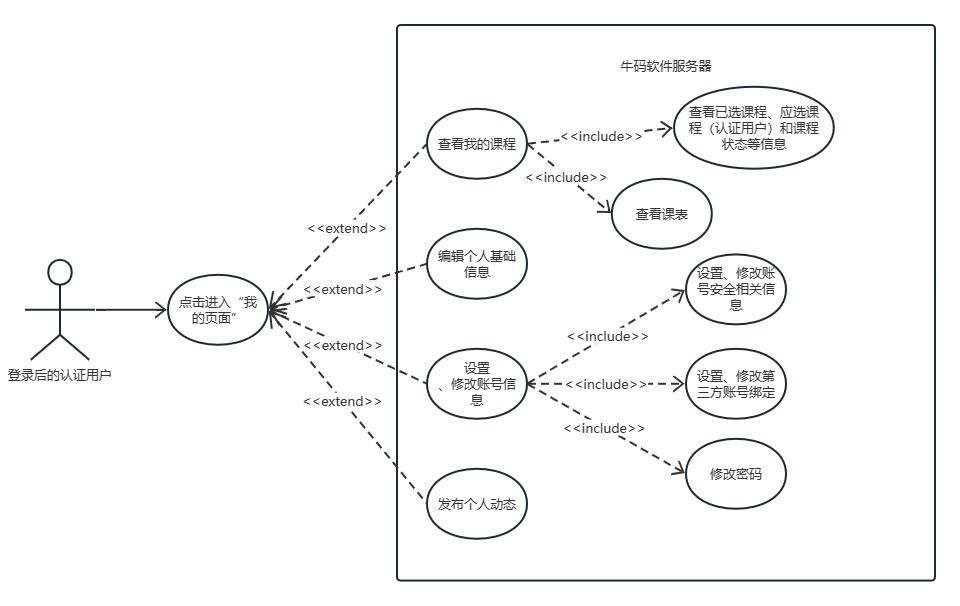 牛码软件服务器
查看已选课程、应选课
程（认证用户）和课程
状态等信息
查看我的课程
<<include>>
<<include>>
查看课表
<<extend>>
编辑个人基础
信息
<<extend>>
点击进入“我
的页面”
登录后的认证用户
设置、修改账
号安全相关信
息
<<include>>
<<extend>>
设置
、修改账号信
息
<<include>>
设置、修改第
三方账号绑定
<<extend>>
<<include>>
修改密码
发布个人动态